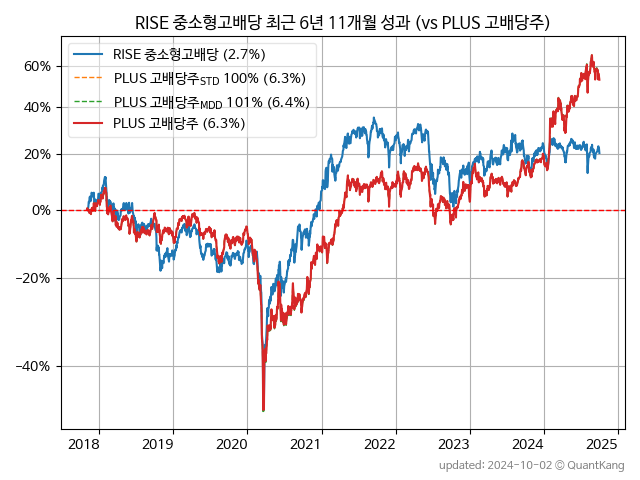 RISE 중소형고배당 최근 6년 11개월 성과 (vs PLUS 고배당주)
RISE 중소형고배당 (2.7%)
PLUS 고배당주STD 100% (6.3%)
PLUS 고배당주MDD 101% (6.4%)
PLUS 고배당주 (6.3%)
60%
40%
20%
0%
−20%
−40%
2018 2019 2020 2021 2022 2023 2024 2025
updated: 2024-10-02 © QuantKang